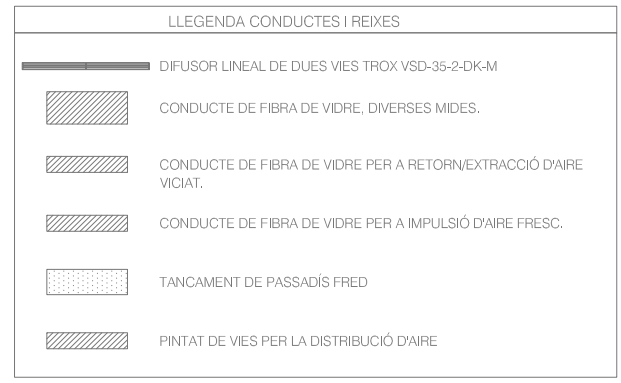 LLEGENDA CONDUCTES I REIXES
DIFUSOR LINEAL DE DUES VIES TROX VSD-35-2-DK-M
CONDUCTE DE FIBRA DE VIDRE, DIVERSES MIDES.
CONDUCTE DE FIBRA DE VIDRE PER A RETORN/EXTRACCIÓ D'AIRE
VICIAT.
CONDUCTE DE FIBRA DE VIDRE PER A IMPULSIÓ D'AIRE FRESC.
TANCAMENT DE PASSADÍS FRED
PINTAT DE VIES PER LA DISTRIBUCIÓ D'AIRE